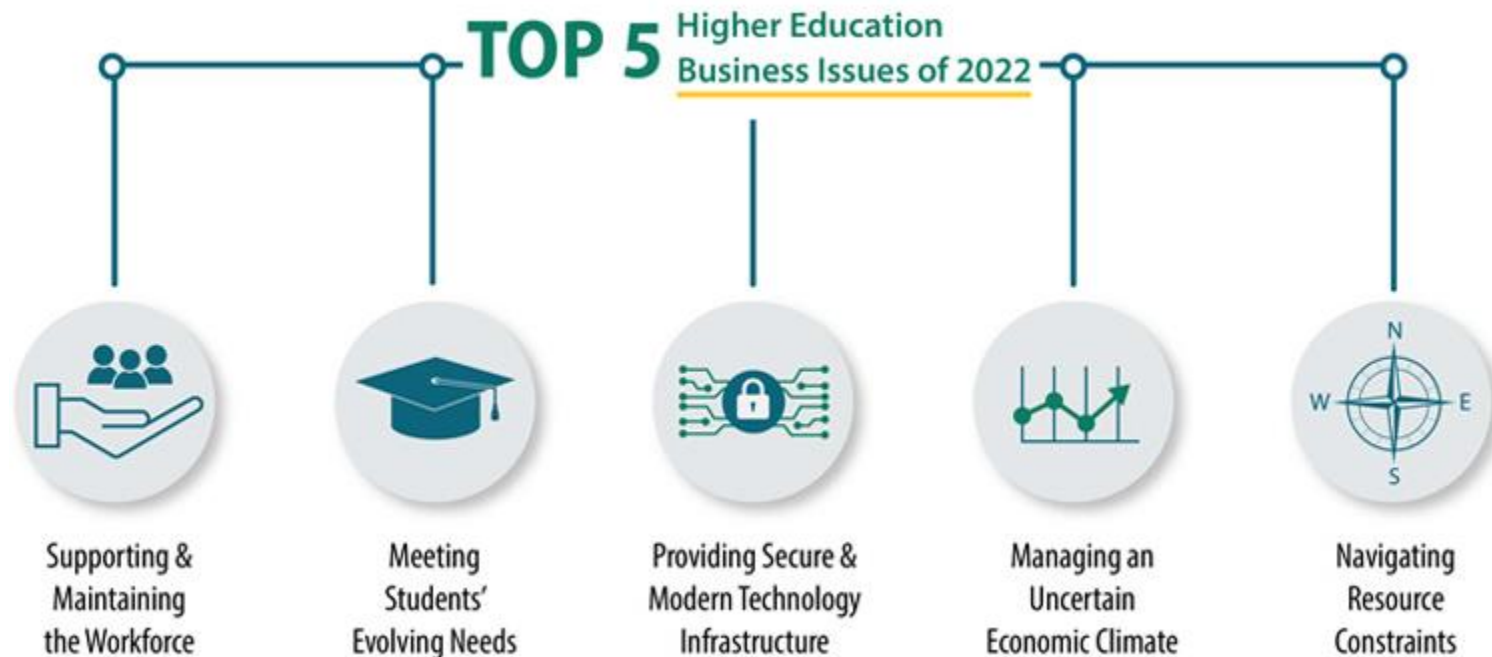 TOP 5
Higher Education
Business Issues of 2022
Supporting &
Maintaining
the Workforce
Meeting
Students’
Evolving Needs
Providing Secure &
Modern Technology
Infrastructure
Managing an
Uncertain
Economic Climate
N
W E
S
Navigating
Resource
Constraints